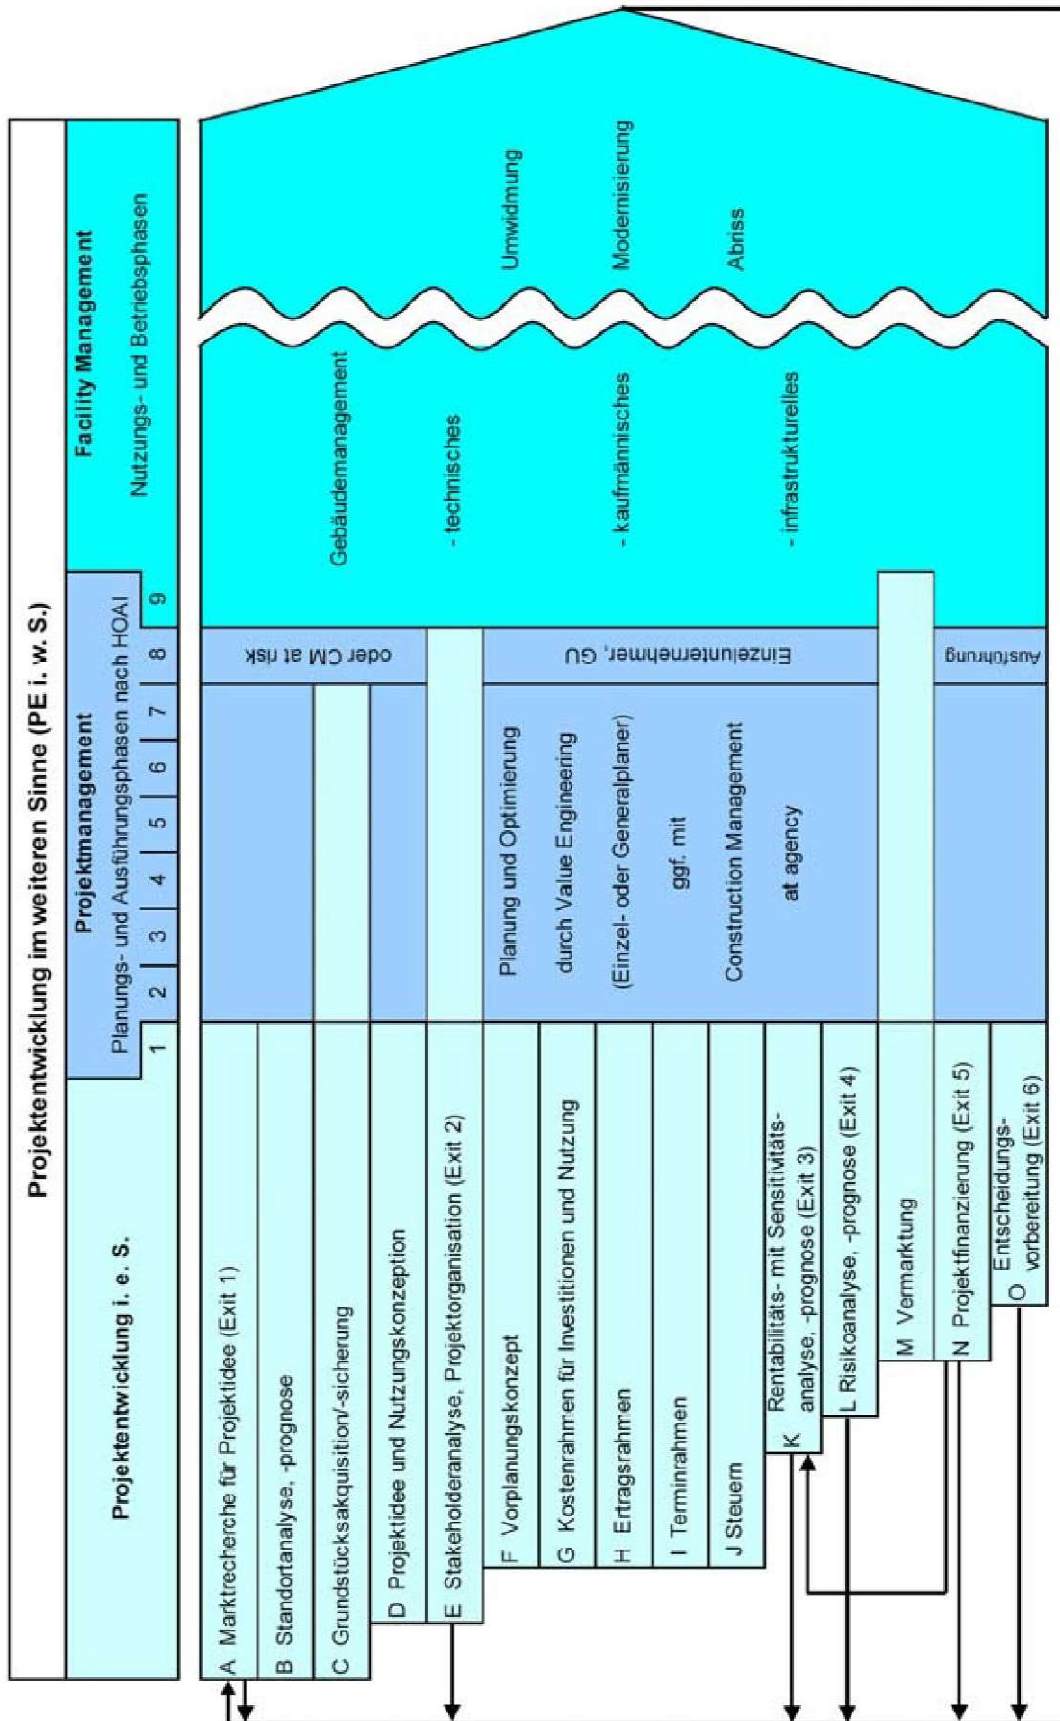 Projektentwicklung im weiteren Sinne (PE i. w. S.)
Projektentwicklung i. e. S.
Projektmanagement
Planungs- und Ausführungsphasen nach HOAI
1 2 3 4 5 6 7 8 9
Facility Management
Nutzungs- und Betriebsphasen
A Marktrecherche für Projektidee (Exit 1)
B Standortanalyse, -prognose
C Grundstücksakquisition/-sicherung
D Projektidee und Nutzungskonzeption
E Stakeholderanalyse, Projektorganisation (Exit 2)
F Vorplanungskonzept
G Kostenrahmen für Investitionen und Nutzung
H Ertragsrahmen
I Terminrahmen
J Steuern
K Rentabilitäts- mit Sensitivitäts-
analyse, -prognose (Exit 3)
L Risikoanalyse, -prognose (Exit 4)
M Vermarktung
N Projektfinanzierung (Exit 5)
O Entscheidungs-
vorbereitung (Exit 6)
Planung und Optimierung
durch Value Engineering
(Einzel- oder Generalplaner)
ggf. mit
Construction Management
at agency
Ausführung
Einzelunternehmer, GU
oder CM at risk
Gebäudemanagement
- technisches
- kaufmännisches
- infrastrukturelles
Umwidmung
Modernisierung
Abriss